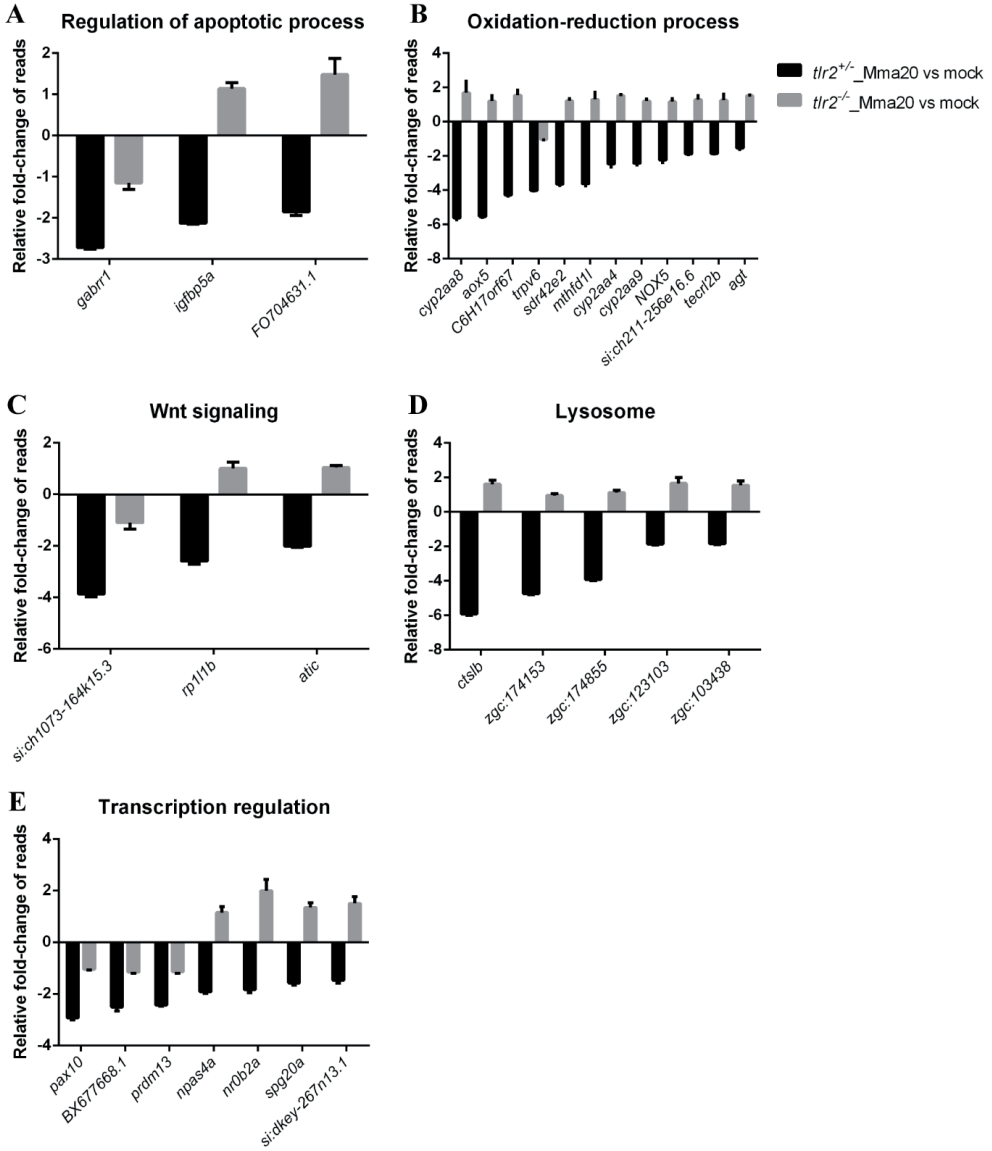 A
Regulation of apoptotic process
Relative fold-change of reads
2
1
0
-1
-2
-3
gabrr1
igfbp5a
FO704631.1
B
Oxidation-reduction process
Relative fold-change of reads
4
2
0
-2
-4
-6
-8
cyp2aa8
aox5
C6H17orf67
trpv6
sdr42e2
mthfd1l
cyp2aa4
cyp2aa9
NOX5
si:ch211-256e16.6
tecrl2b
agt
tlr2+/-_Mma20 vs mock
tlr2-/-_Mma20 vs mock
C
Wnt signaling
Relative fold-change of reads
2
0
-2
-4
-6
si:ch1073-164k15.3
rp1l1b
atic
D
Lysosome
Relative fold-change of reads
4
2
0
-2
-4
-6
-8
ctslb
zgc:174153
zgc:174855
zgc:123103
zgc:103438
E
Transcription regulation
Relative fold-change of reads
4
2
0
-2
-4
pax10
BX677668.1
prdm13
npas4a
nr0b2a
spg20a
si:dkey-267n13.1